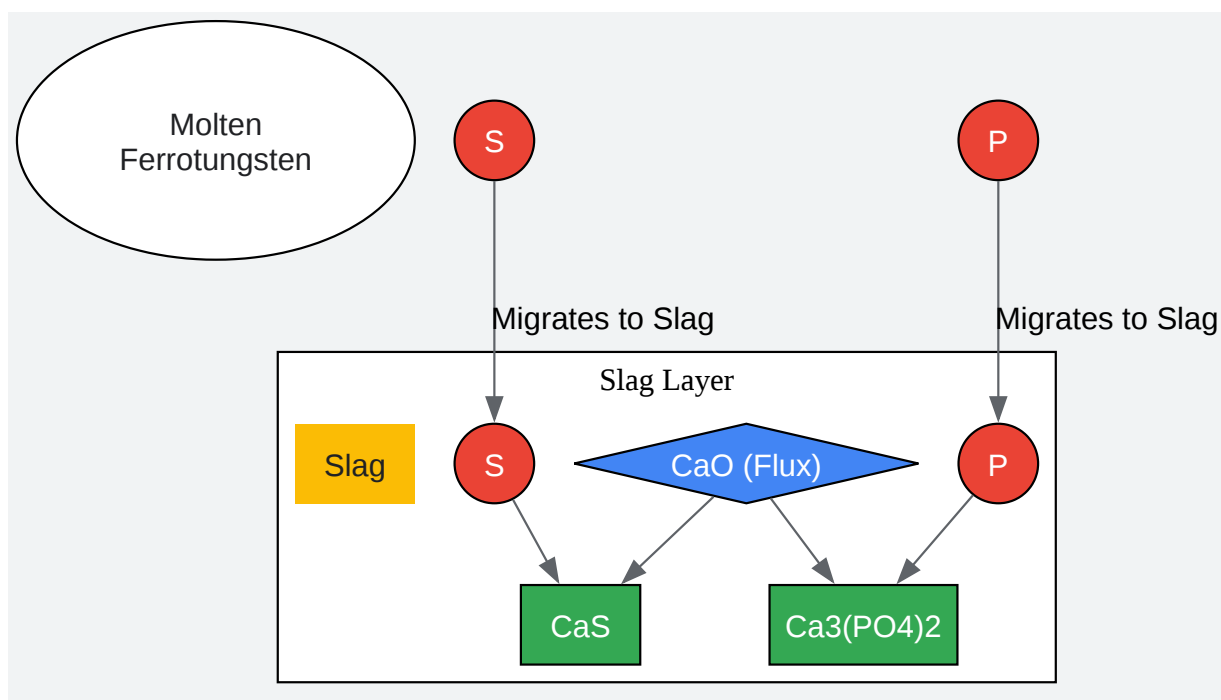 Molten
Ferrotungsten
S
P
Migrates to Slag
Migrates to Slag
Slag Layer
Slag
S
CaO (Flux)
P
CaS
Ca3(PO4)2